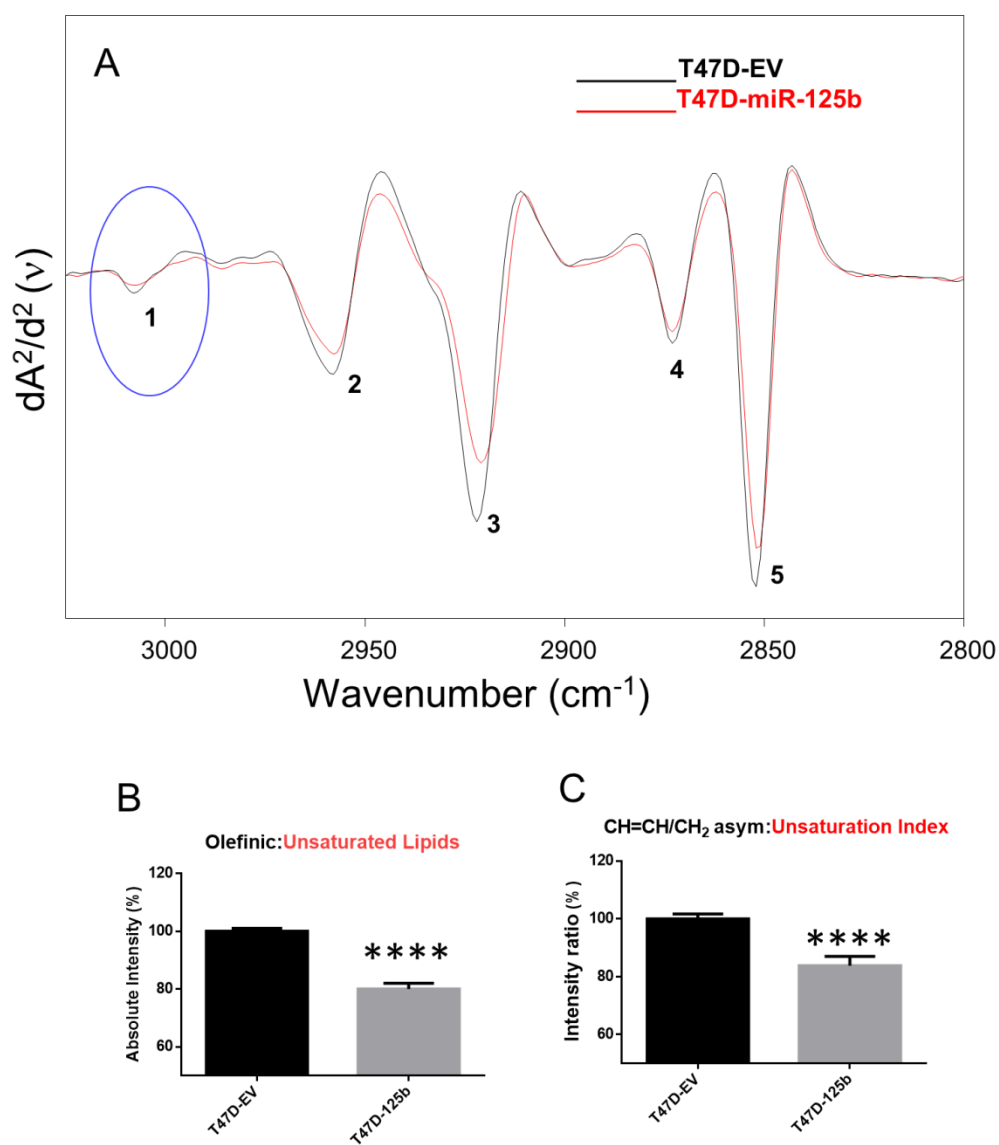 A
T47D-EV
T47D-miR-125b
dA²/d² (ν)
1
2
3
4
5
3000
2950
2900
2850
2800
Wavenumber (cm⁻¹)
B
Olefinic:Unsaturated Lipids
Absolute Intensity (%)
120
100
80
60
****
T47D-EV
T47D-125b
C
CH=CH/CH₂ asym:Unsaturation Index
Intensity ratio (%)
120
100
80
60
****
T47D-EV
T47D-125b